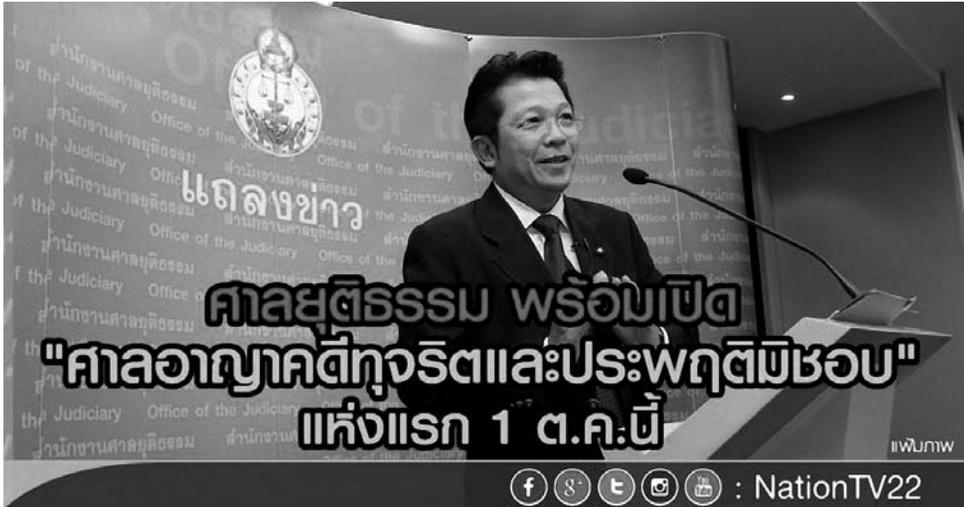 สำนักงานศาลยุติธรรม
Office of the Judiciary
แถลงข่าว
ศาลยุติธรรม พร้อมเปิด
"ศาลอาญาคดีทุจริตและประพฤติมิชอบ"
แห่งแรก 1 ต.ค.นี้
แฟ้มภาพ
: NationTV22